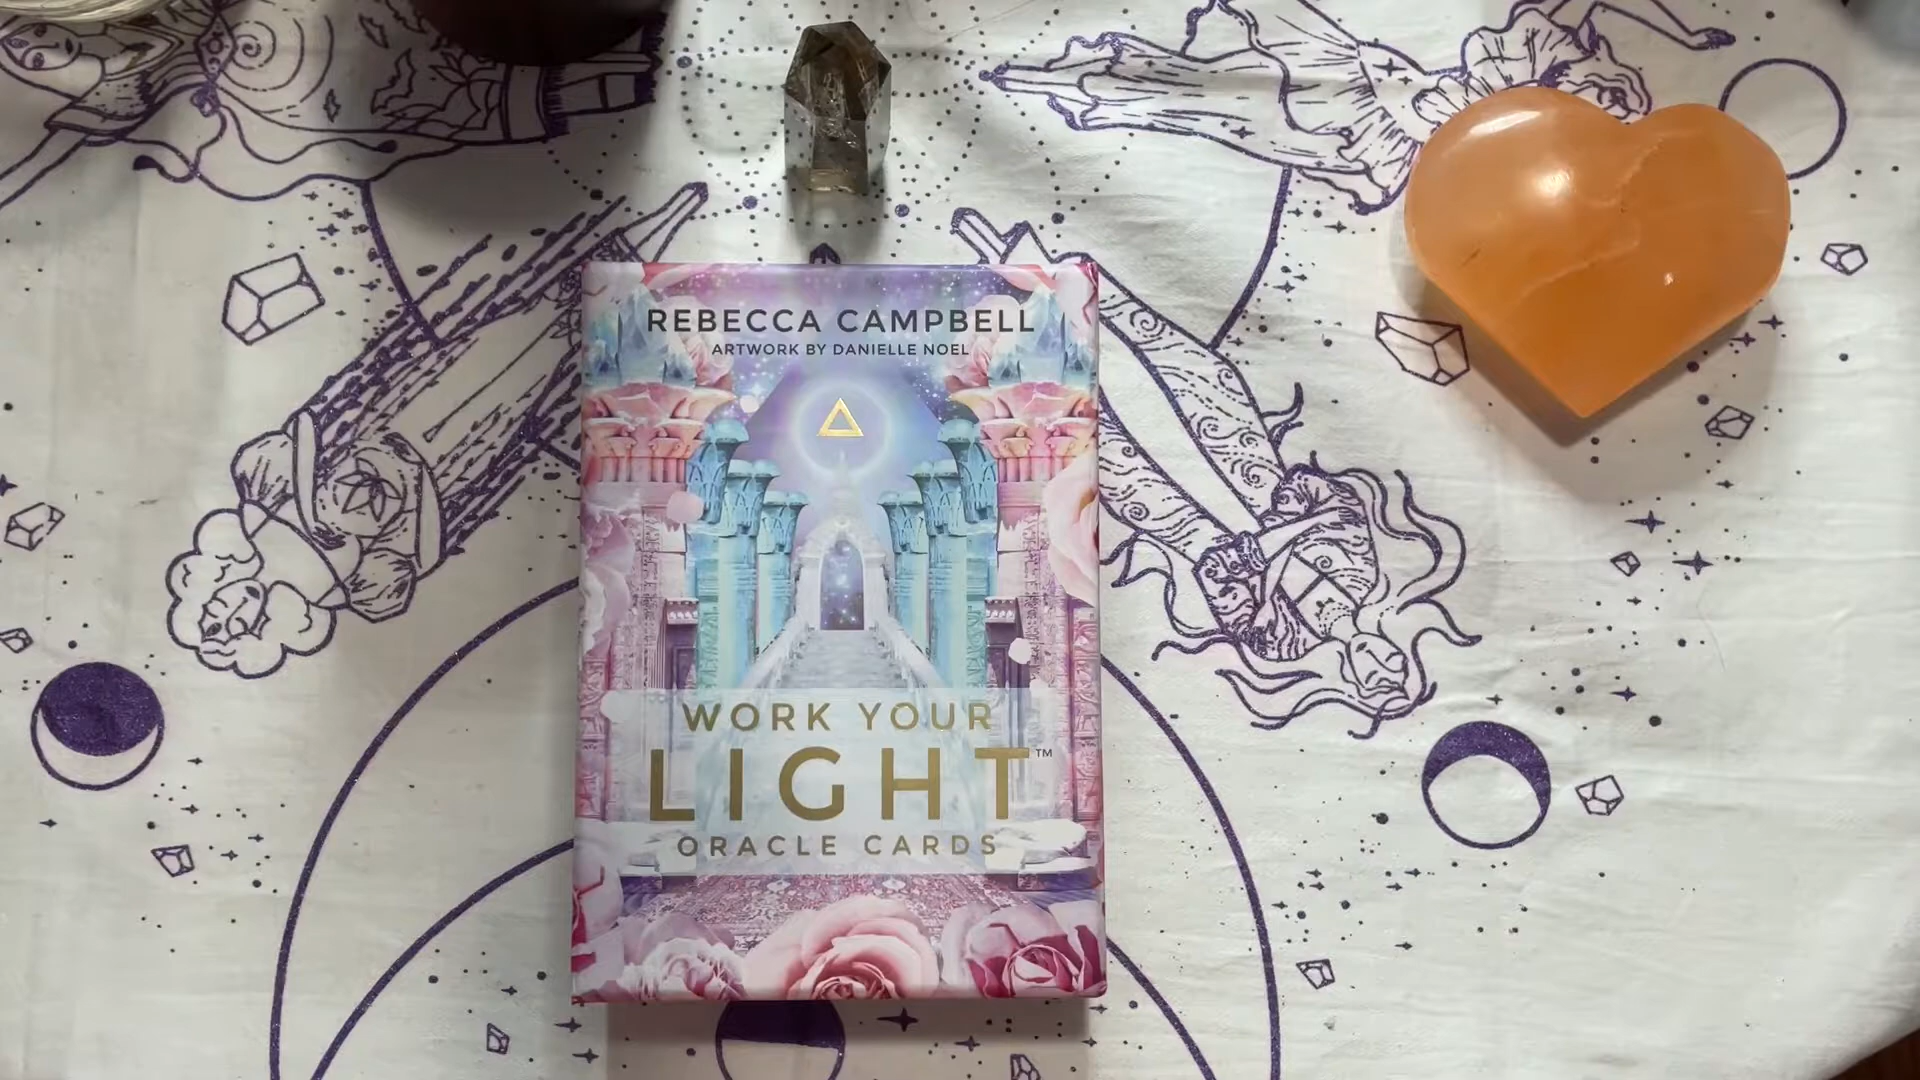 REBECCA CAMPBELL
ARTWORK BY DANIELLE NOEL
WORK YOUR
LIGHT™
ORACLE CARDS